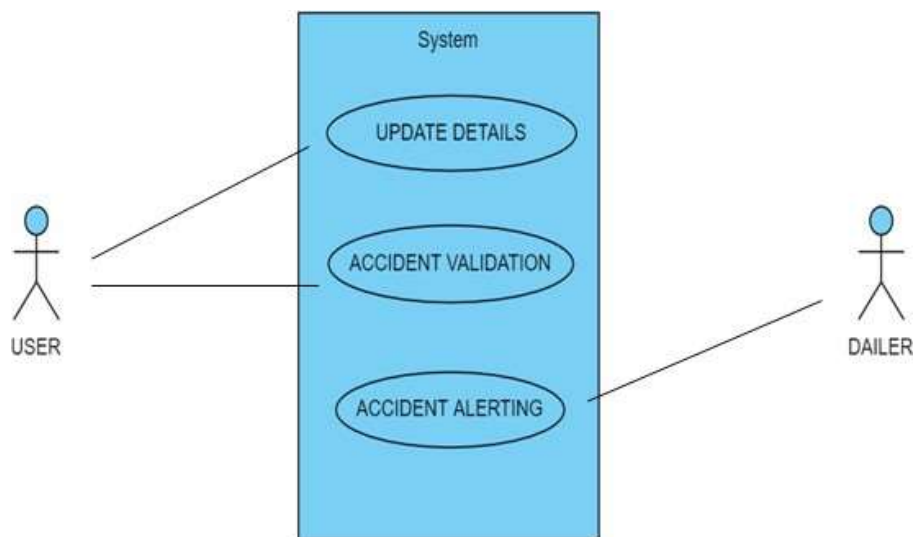 System
UPDATE DETAILS
ACCIDENT VALIDATION
USER
DAILER
ACCIDENT ALERTING